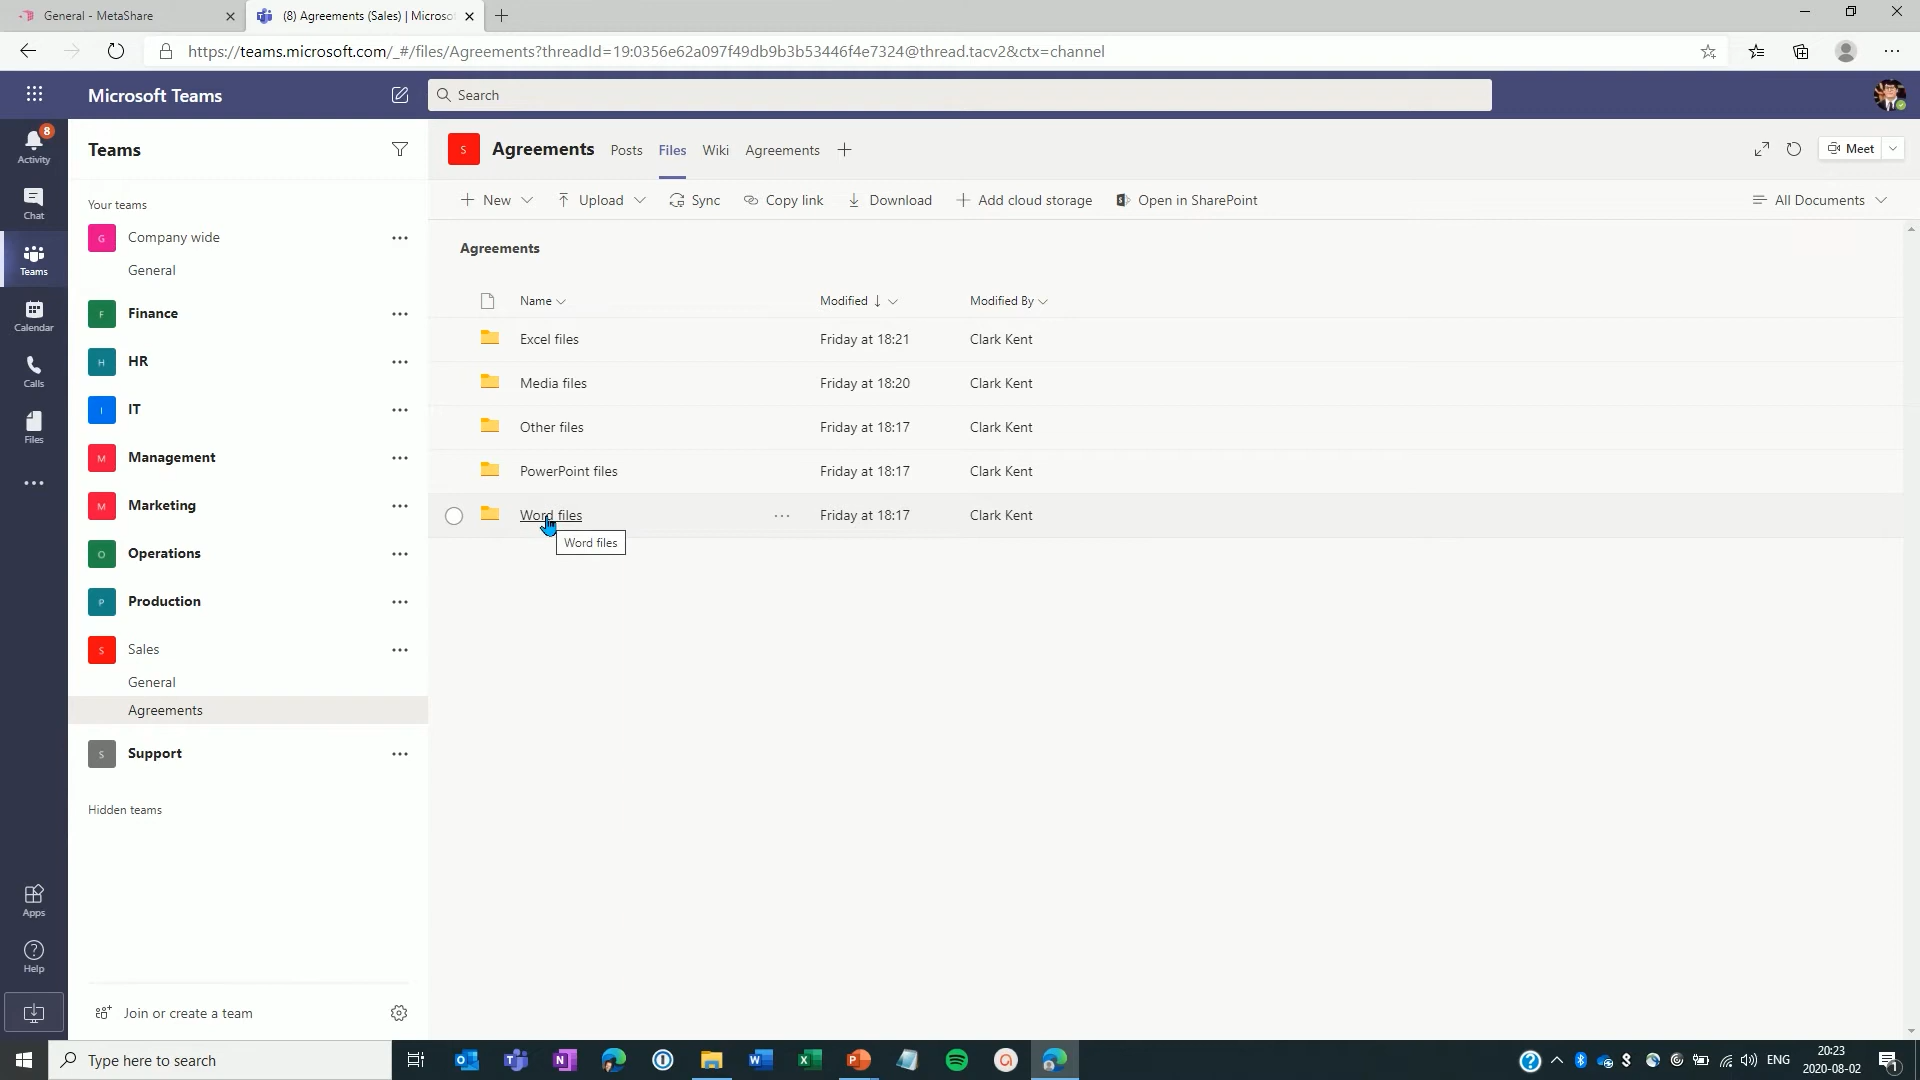 General - MetaShare
(8) Agreements (Sales) | Microso
https://teams.microsoft.com/_#/files/Agreements?threadId=19:0356e62a097f49db9b3b53446f4e7324@thread.tacv2&ctx=channel
Microsoft Teams
Search
8
Activity
Chat
Teams
Calendar
Calls
Files
Apps
Help
Teams
Your teams
G
Company wide
General
F
Finance
H
HR
I
IT
M
Management
M
Marketing
O
Operations
P
Production
S
Sales
General
Agreements
S
Support
Hidden teams
Join or create a team
S
Agreements
Posts
Files
Wiki
Agreements
Meet
New
Upload
Sync
Copy link
Download
Add cloud storage
Open in SharePoint
All Documents
Agreements
Name
Modified
Modified By
Excel files
Friday at 18:21
Clark Kent
Media files
Friday at 18:20
Clark Kent
Other files
Friday at 18:17
Clark Kent
PowerPoint files
Friday at 18:17
Clark Kent
Word files
Friday at 18:17
Clark Kent
Word files
Type here to search
ENG
20:23
2020-08-02
1